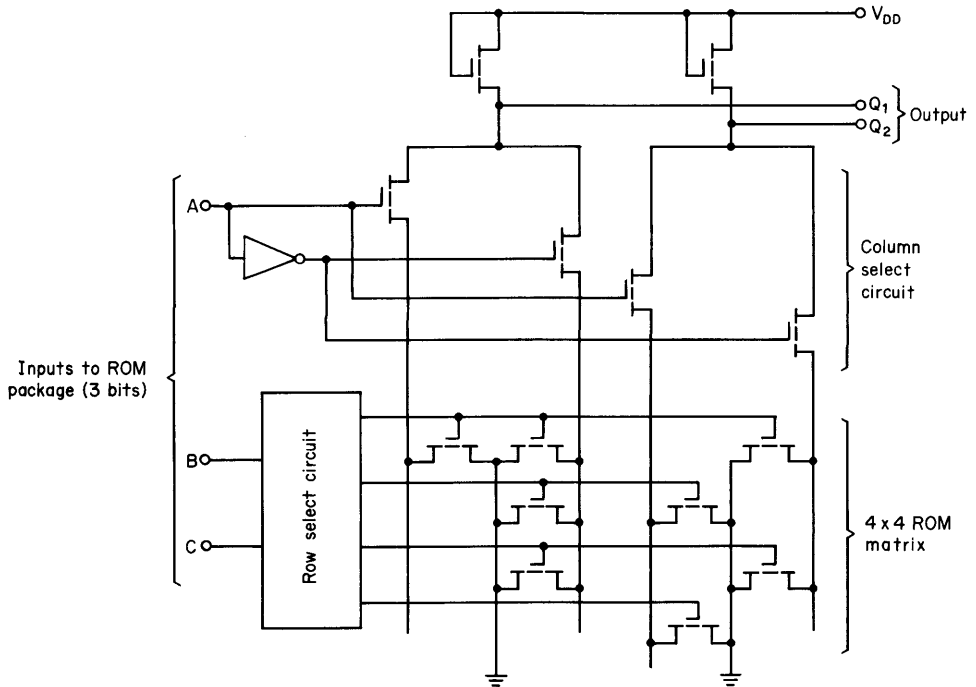 V_DD
Q₁
Output
Q₂
A
Column
select
circuit
Inputs to ROM
package (3 bits)
Row select circuit
B
C
4 x 4 ROM
matrix